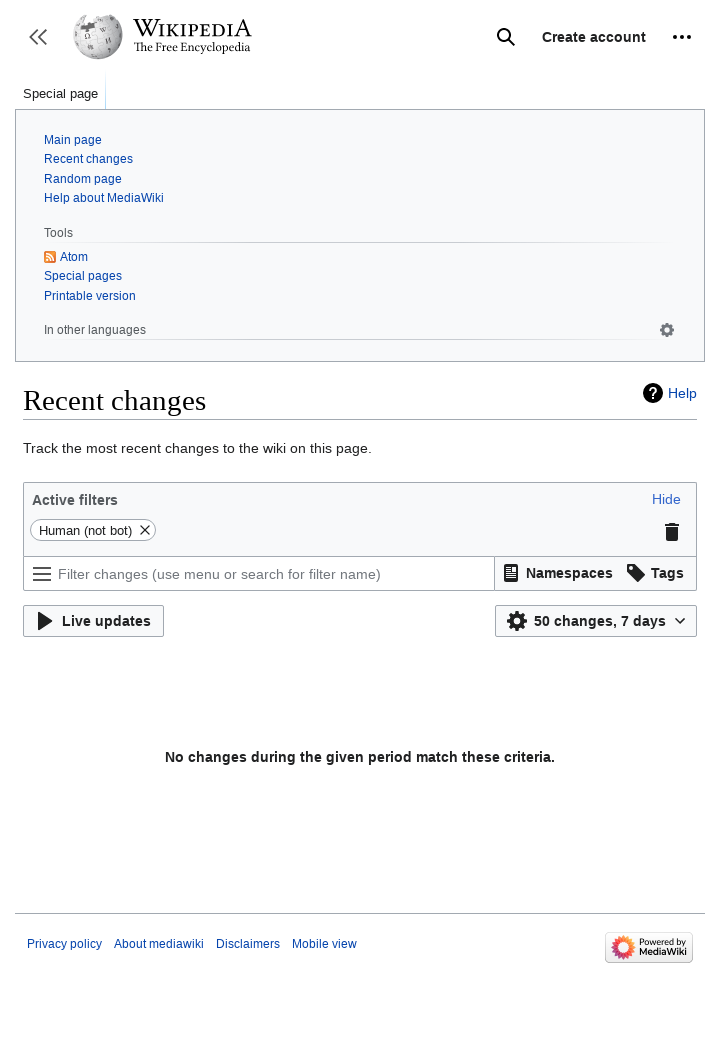 WIKIPEDIA
The Free Encyclopedia
Create account
Special page
Main page
Recent changes
Random page
Help about MediaWiki
Tools
Atom
Special pages
Printable version
In other languages
Recent changes
Help
Track the most recent changes to the wiki on this page.
Active filters
Hide
Human (not bot)
Filter changes (use menu or search for filter name)
Namespaces
Tags
Live updates
50 changes, 7 days
No changes during the given period match these criteria.
Privacy policy
About mediawiki
Disclaimers
Mobile view
Powered by
MediaWiki